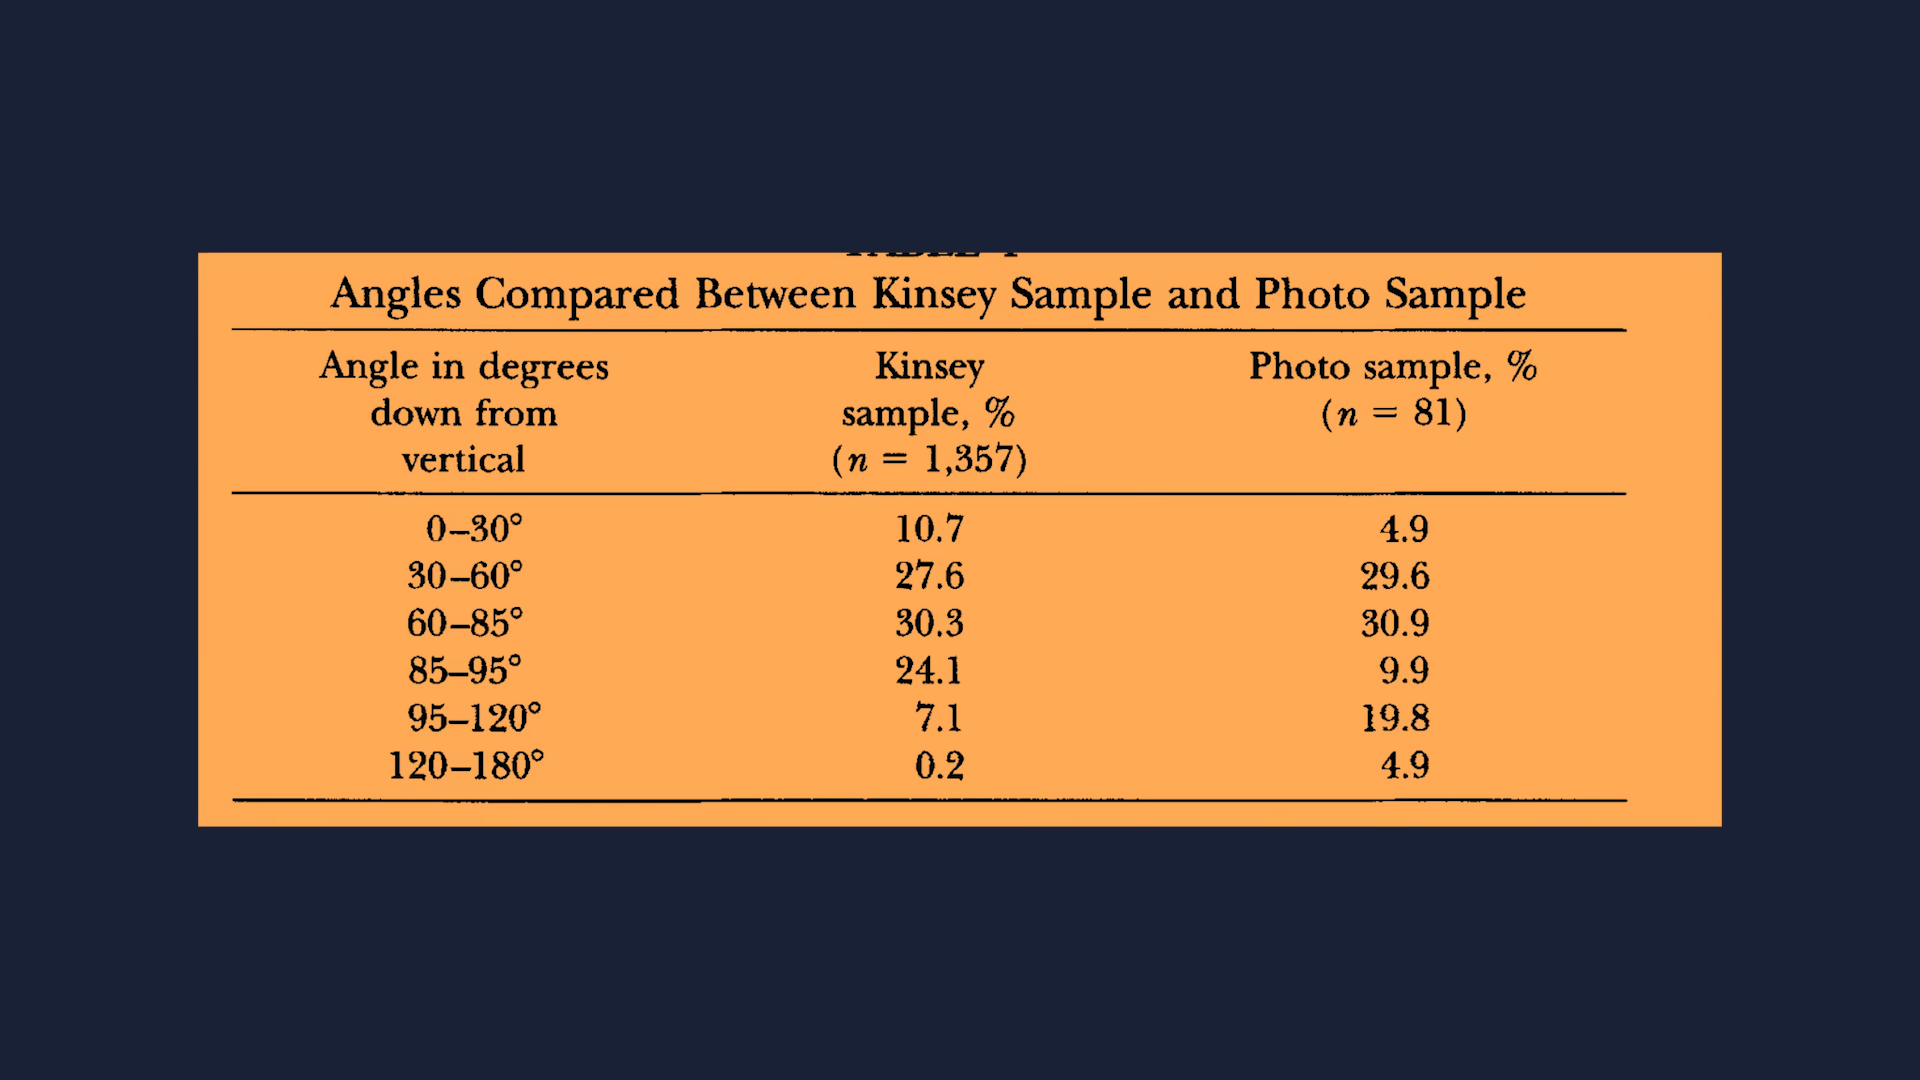 Angles Compared Between Kinsey Sample and Photo Sample
Angle in degrees down from vertical
Kinsey sample, % (n = 1,357)
Photo sample, % (n = 81)
0–30° 10.7 4.9
30–60° 27.6 29.6
60–85° 30.3 30.9
85–95° 24.1 9.9
95–120° 7.1 19.8
120–180° 0.2 4.9